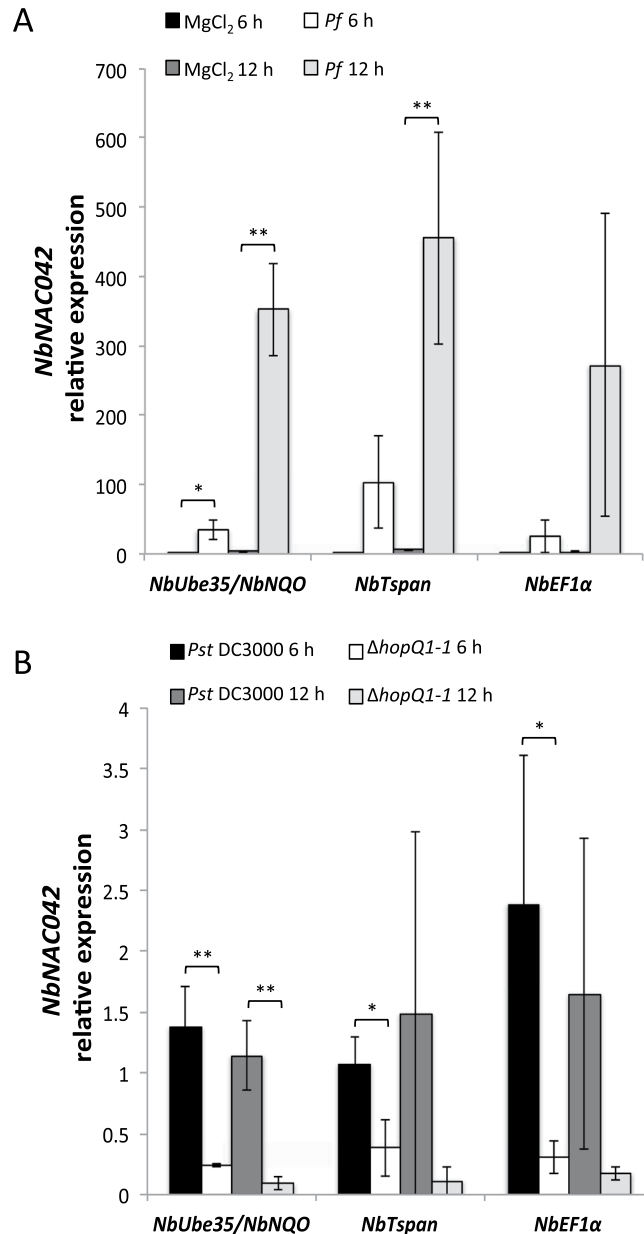 A
MgCl₂ 6 h Pf 6 h
MgCl₂ 12 h Pf 12 h
700
600
500
400
300
200
100
0
NbNAC042
relative expression
*
**
**
NbUbe35/NbNQO NbTspan NbEF1α
B
Pst DC3000 6 h ΔhopQ1-1 6 h
Pst DC3000 12 h ΔhopQ1-1 12 h
4
3.5
3
2.5
2
1.5
1
0.5
0
NbNAC042
relative expression
**
**
*
*
NbUbe35/NbNQO NbTspan NbEF1α